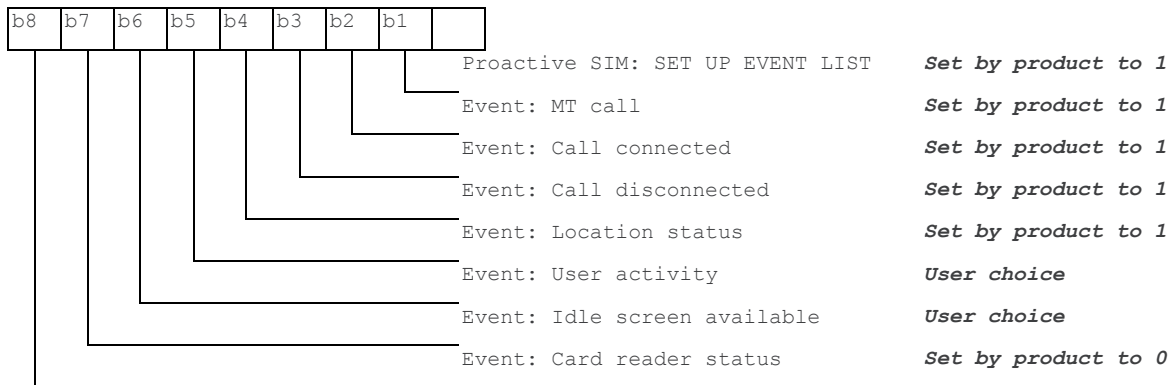 b8 b7 b6 b5 b4 b3 b2 b1
Proactive SIM: SET UP EVENT LIST Set by product to 1
Event: MT call Set by product to 1
Event: Call connected Set by product to 1
Event: Call disconnected Set by product to 1
Event: Location status Set by product to 1
Event: User activity User choice
Event: Idle screen available User choice
Event: Card reader status Set by product to 0